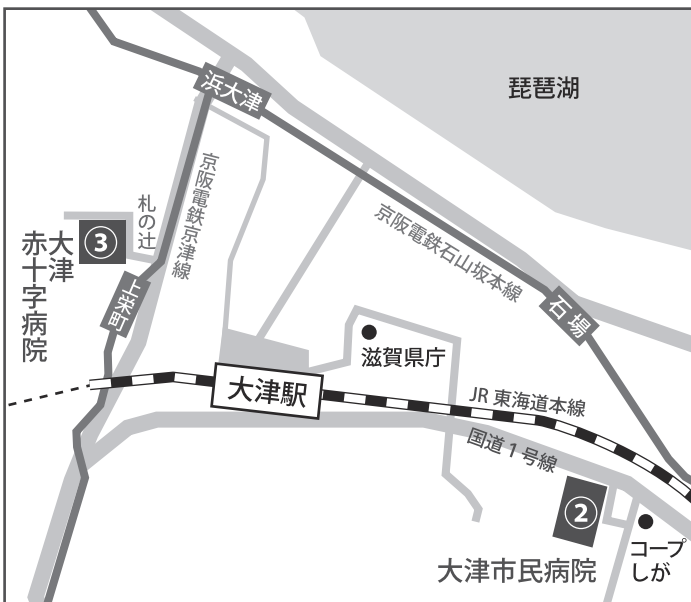 琵琶湖
浜大津
京阪電鉄京津線
札の辻
京阪電鉄石山坂本線
③
大津
赤十字病院
上栄町
石場
滋賀県庁
大津駅
JR 東海道本線
国道 1 号線
②
大津市民病院
コープ
しが